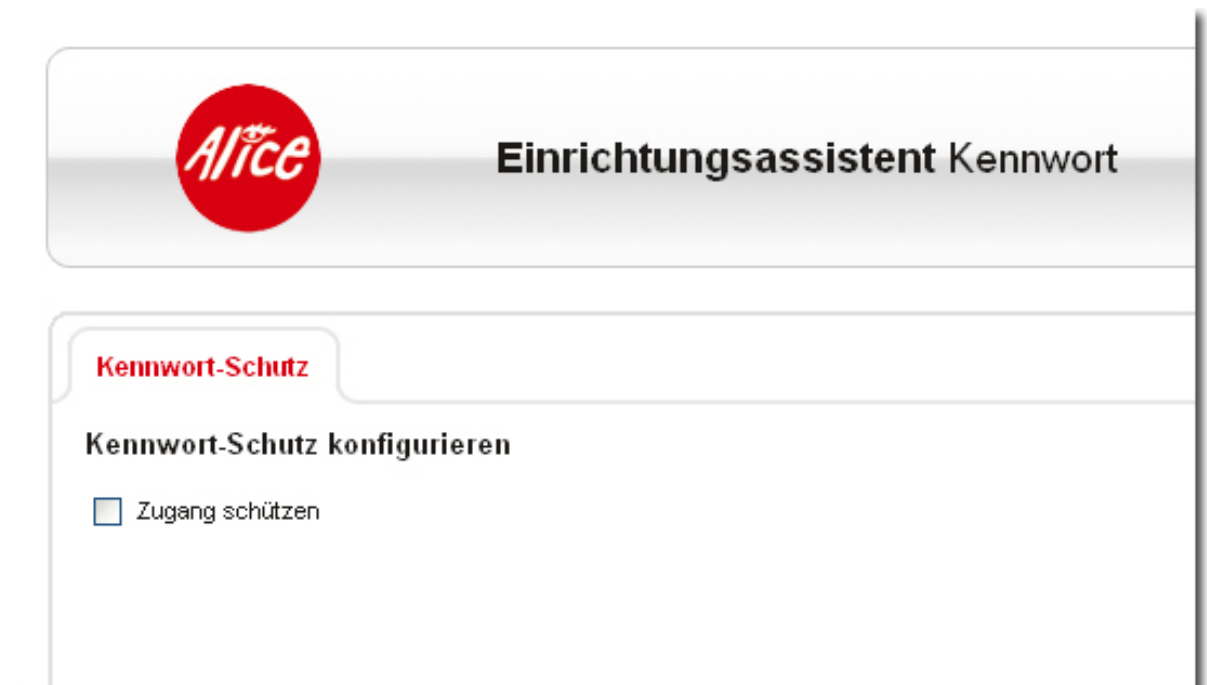 Alice
Einrichtungsassistent Kennwort
Kennwort-Schutz
Kennwort-Schutz konfigurieren
Zugang schützen